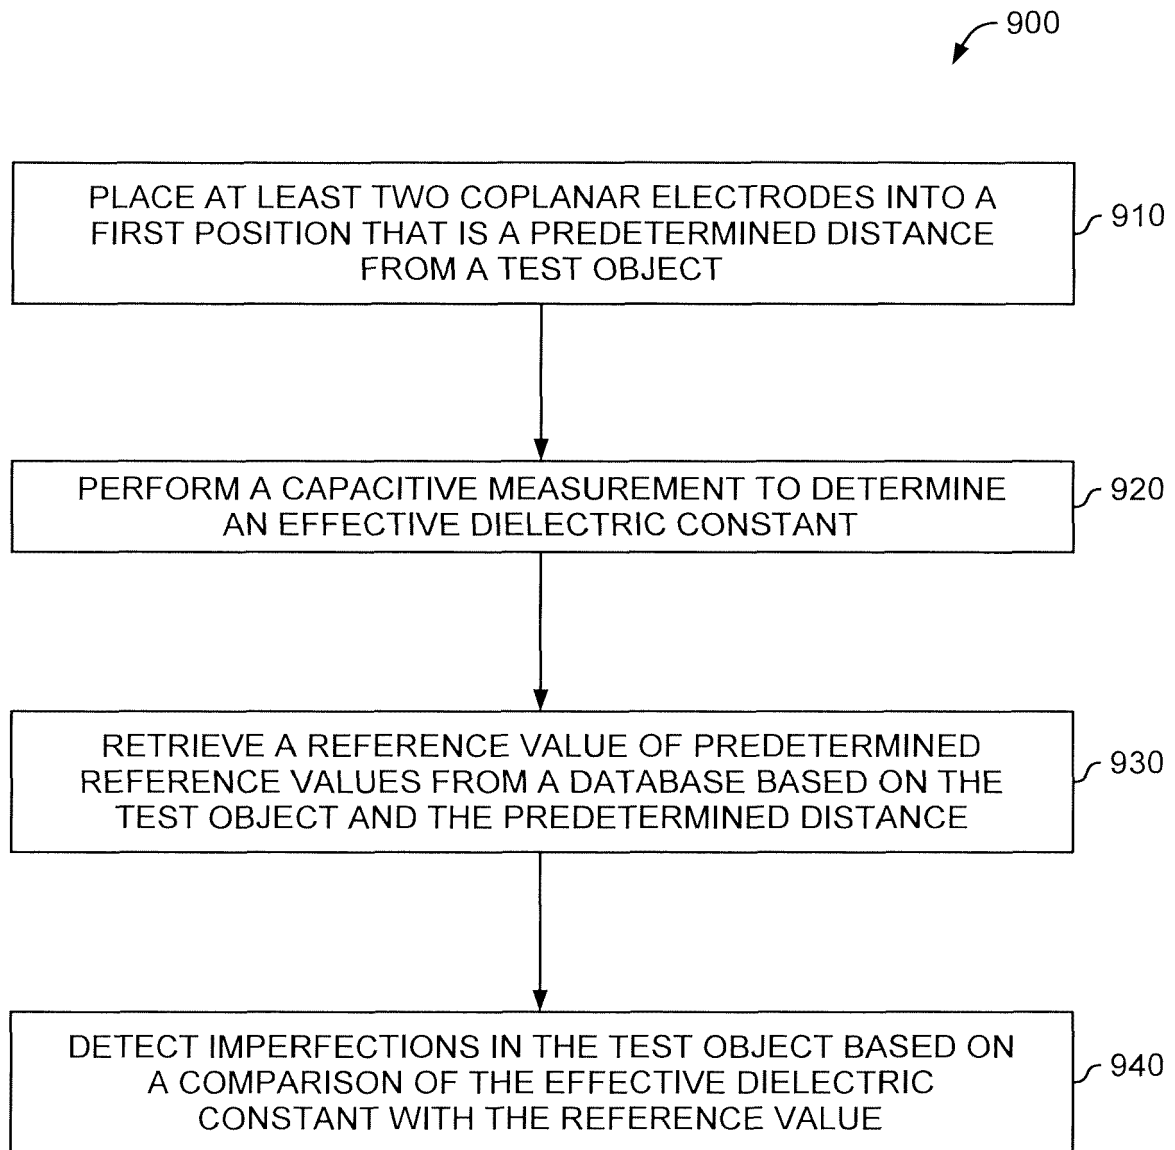 900
PLACE AT LEAST TWO COPLANAR ELECTRODES INTO A
FIRST POSITION THAT IS A PREDETERMINED DISTANCE
FROM A TEST OBJECT
910
PERFORM A CAPACITIVE MEASUREMENT TO DETERMINE
AN EFFECTIVE DIELECTRIC CONSTANT
920
RETRIEVE A REFERENCE VALUE OF PREDETERMINED
REFERENCE VALUES FROM A DATABASE BASED ON THE
TEST OBJECT AND THE PREDETERMINED DISTANCE
930
DETECT IMPERFECTIONS IN THE TEST OBJECT BASED ON
A COMPARISON OF THE EFFECTIVE DIELECTRIC
CONSTANT WITH THE REFERENCE VALUE
940